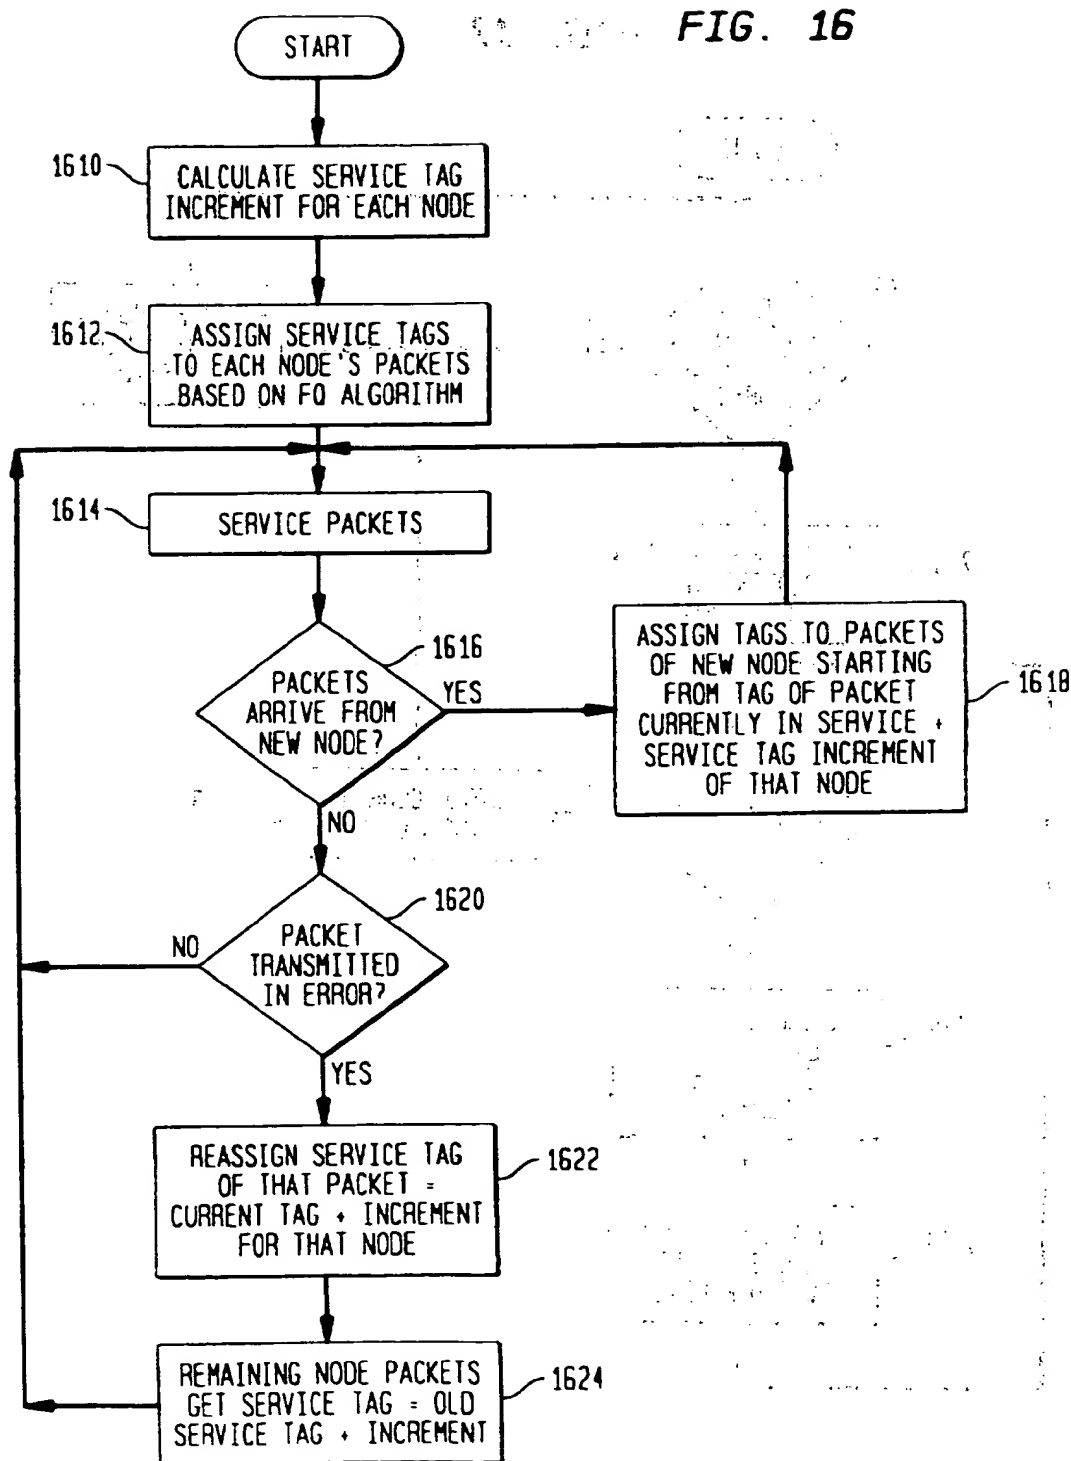 FIG. 16
START
1610
CALCULATE SERVICE TAG
INCREMENT FOR EACH NODE
1612
ASSIGN SERVICE TAGS
TO EACH NODE'S PACKETS
BASED ON FQ ALGORITHM
1614
SERVICE PACKETS
1616
PACKETS
ARRIVE FROM
NEW NODE?
YES
ASSIGN TAGS TO PACKETS
OF NEW NODE STARTING
FROM TAG OF PACKET
CURRENTLY IN SERVICE +
SERVICE TAG INCREMENT
OF THAT NODE
1618
NO
1620
PACKET
TRANSMITTED
IN ERROR?
NO
YES
REASSIGN SERVICE TAG
OF THAT PACKET =
CURRENT TAG + INCREMENT
FOR THAT NODE
1622
REMAINING NODE PACKETS
GET SERVICE TAG = OLD
SERVICE TAG + INCREMENT
1624